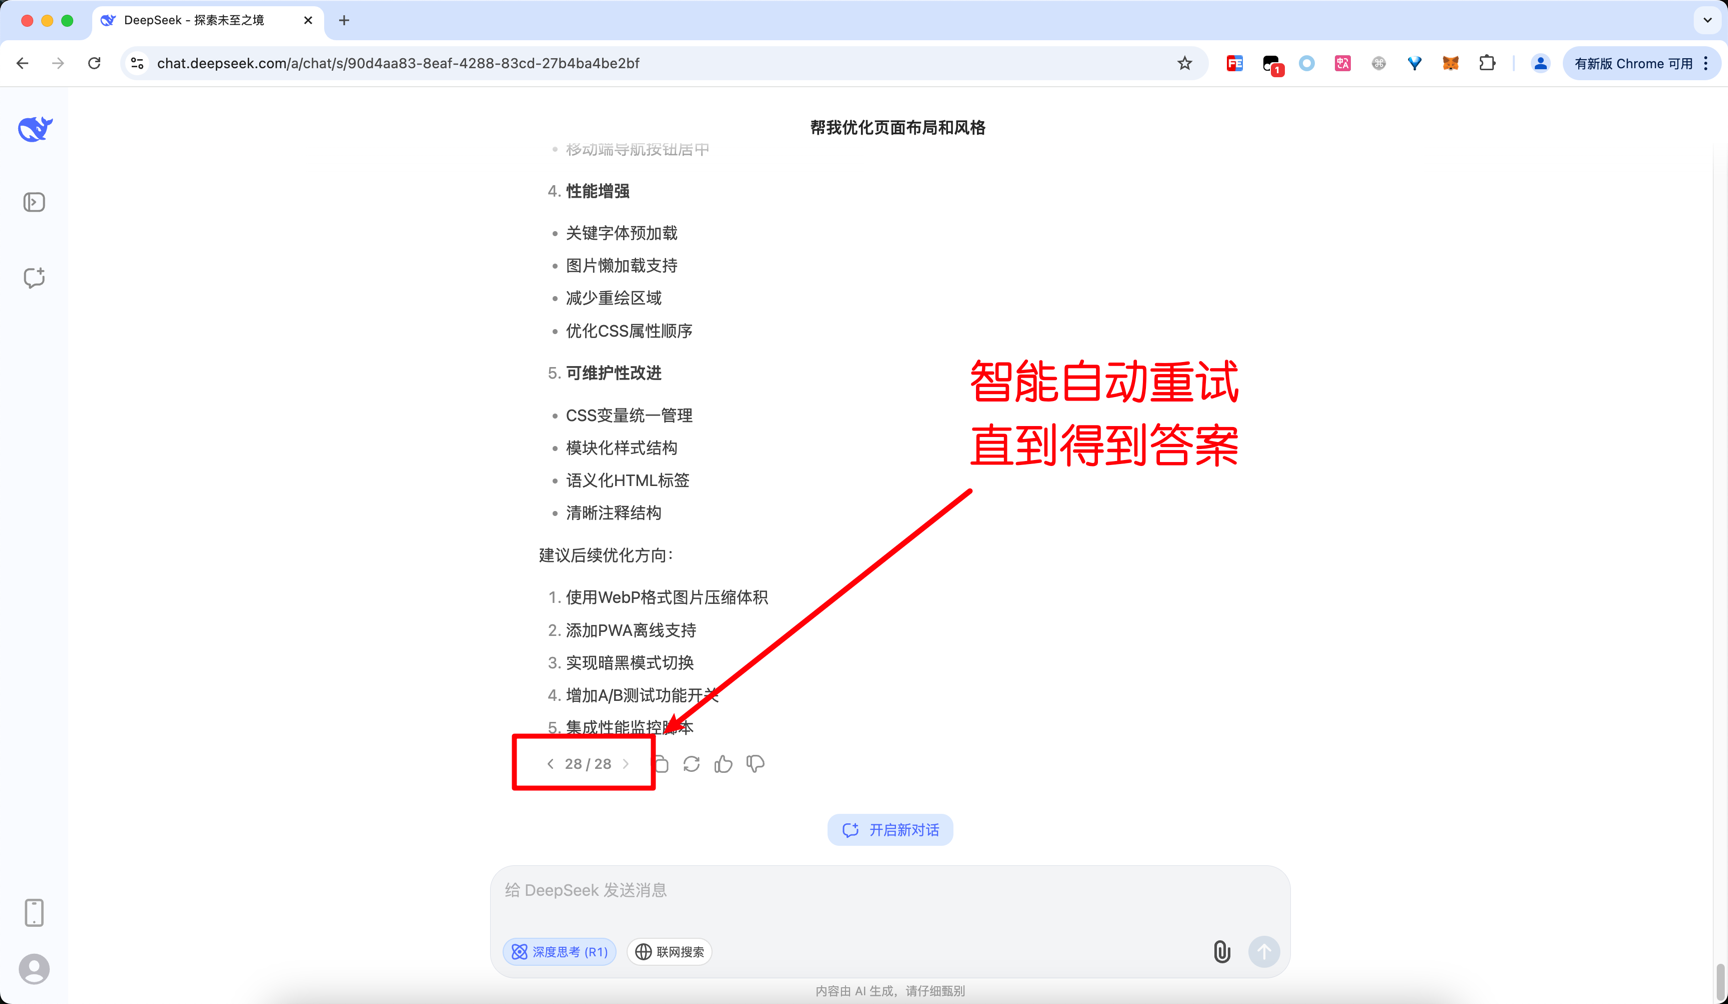 DeepSeek - 探索未至之境
chat.deepseek.com/a/chat/s/90d4aa83-8eaf-4288-83cd-27b4ba4be2bf
1
有新版 Chrome 可用
帮我优化页面布局和风格
移动端导航按钮居中
4. 性能增强
关键字体预加载
图片懒加载支持
减少重绘区域
优化CSS属性顺序
5. 可维护性改进
CSS变量统一管理
模块化样式结构
语义化HTML标签
清晰注释结构
智能自动重试
直到得到答案
建议后续优化方向：
1. 使用WebP格式图片压缩体积
2. 添加PWA离线支持
3. 实现暗黑模式切换
4. 增加A/B测试功能开关
5. 集成性能监控脚本
28 / 28
开启新对话
给 DeepSeek 发送消息
深度思考 (R1)
联网搜索
内容由 AI 生成，请仔细甄别